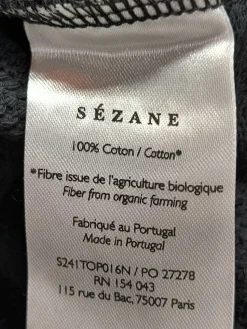 SÉZANE
100% Coton / Cotton*
*Fibre issue de l'agriculture biologique
Fiber from organic farming
Fabriqué au Portugal
Made in Portugal
S241TOP016N / PO 27278
RN 154 043
115 rue du Bac, 75007 Paris